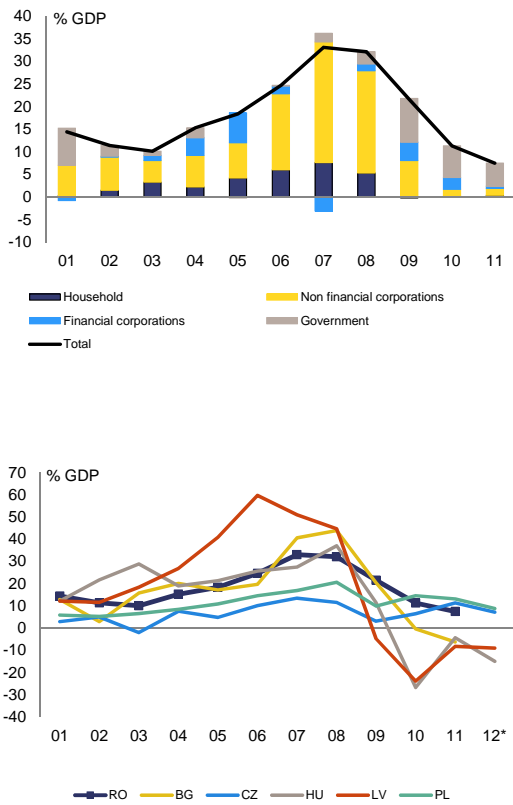 % GDP
40
35
30
25
20
15
10
5
0
-5
-10
01 02 03 04 05 06 07 08 09 10 11
Household Non financial corporations
Financial corporations Government
Total
% GDP
70
60
50
40
30
20
10
0
-10
-20
-30
-40
01 02 03 04 05 06 07 08 09 10 11 12*
RO BG CZ HU LV PL